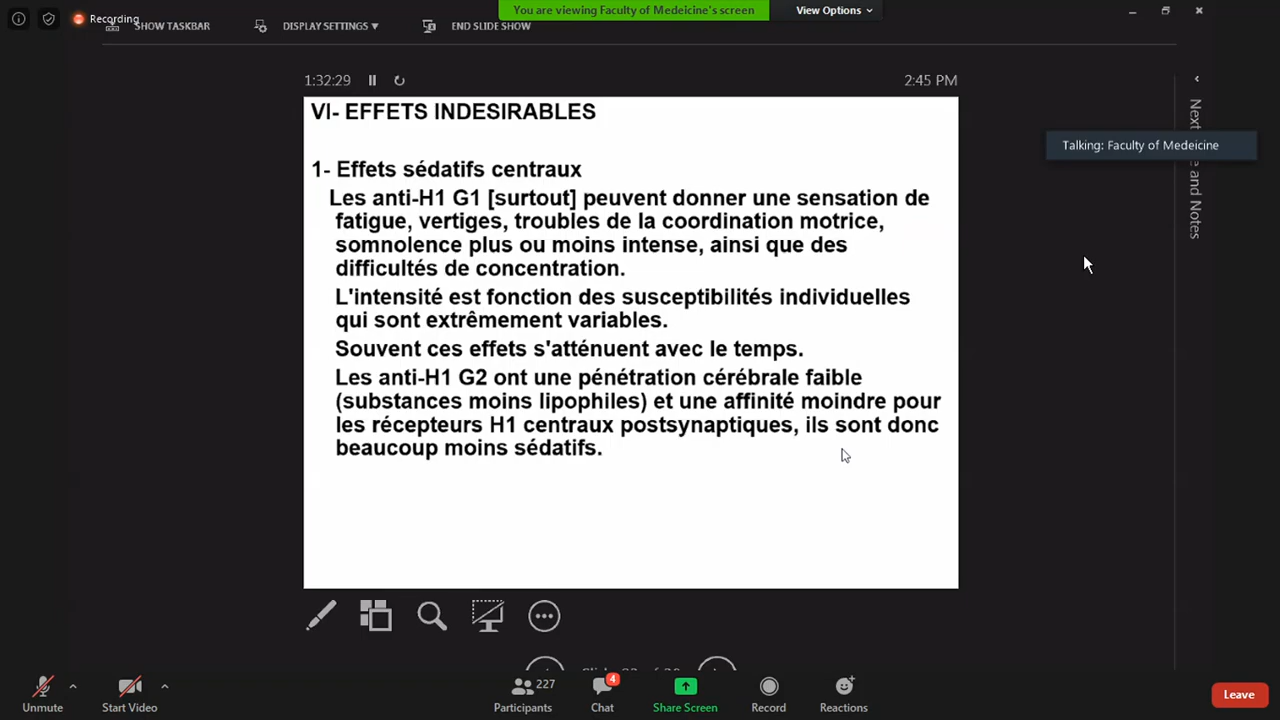 Recording
You are viewing Faculty of Medeicine's screen
View Options
SHOW TASKBAR
DISPLAY SETTINGS
END SLIDE SHOW
1:32:29
2:45 PM
VI- EFFETS INDESIRABLES
1- Effets sédatifs centraux
Les anti-H1 G1 [surtout] peuvent donner une sensation de
fatigue, vertiges, troubles de la coordination motrice,
somnolence plus ou moins intense, ainsi que des
difficultés de concentration.
L'intensité est fonction des susceptibilités individuelles
qui sont extrêmement variables.
Souvent ces effets s'atténuent avec le temps.
Les anti-H1 G2 ont une pénétration cérébrale faible
(substances moins lipophiles) et une affinité moindre pour
les récepteurs H1 centraux postsynaptiques, ils sont donc
beaucoup moins sédatifs.
Next
and Notes
Talking: Faculty of Medeicine
Unmute
Start Video
227
Participants
4
Chat
Share Screen
Record
Reactions
Leave